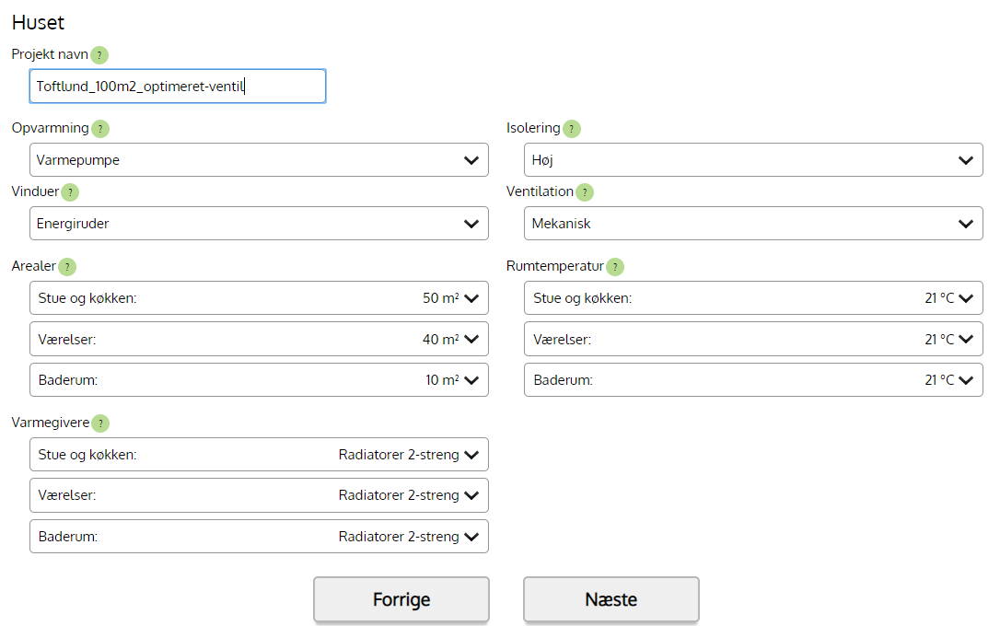 Huset
Projekt navn ?
Toftlund_100m2_optimeret-ventil
Opvarmning ?
Varmepumpe
Isolering ?
Høj
Vinduer ?
Energiruder
Ventilation ?
Mekanisk
Arealer ?
Stue og køkken: 50 m²
Værelser: 40 m²
Baderum: 10 m²
Rumtemperatur ?
Stue og køkken: 21 °C
Værelser: 21 °C
Baderum: 21 °C
Varmegivere ?
Stue og køkken: Radiatorer 2-streng
Værelser: Radiatorer 2-streng
Baderum: Radiatorer 2-streng
Forrige
Næste